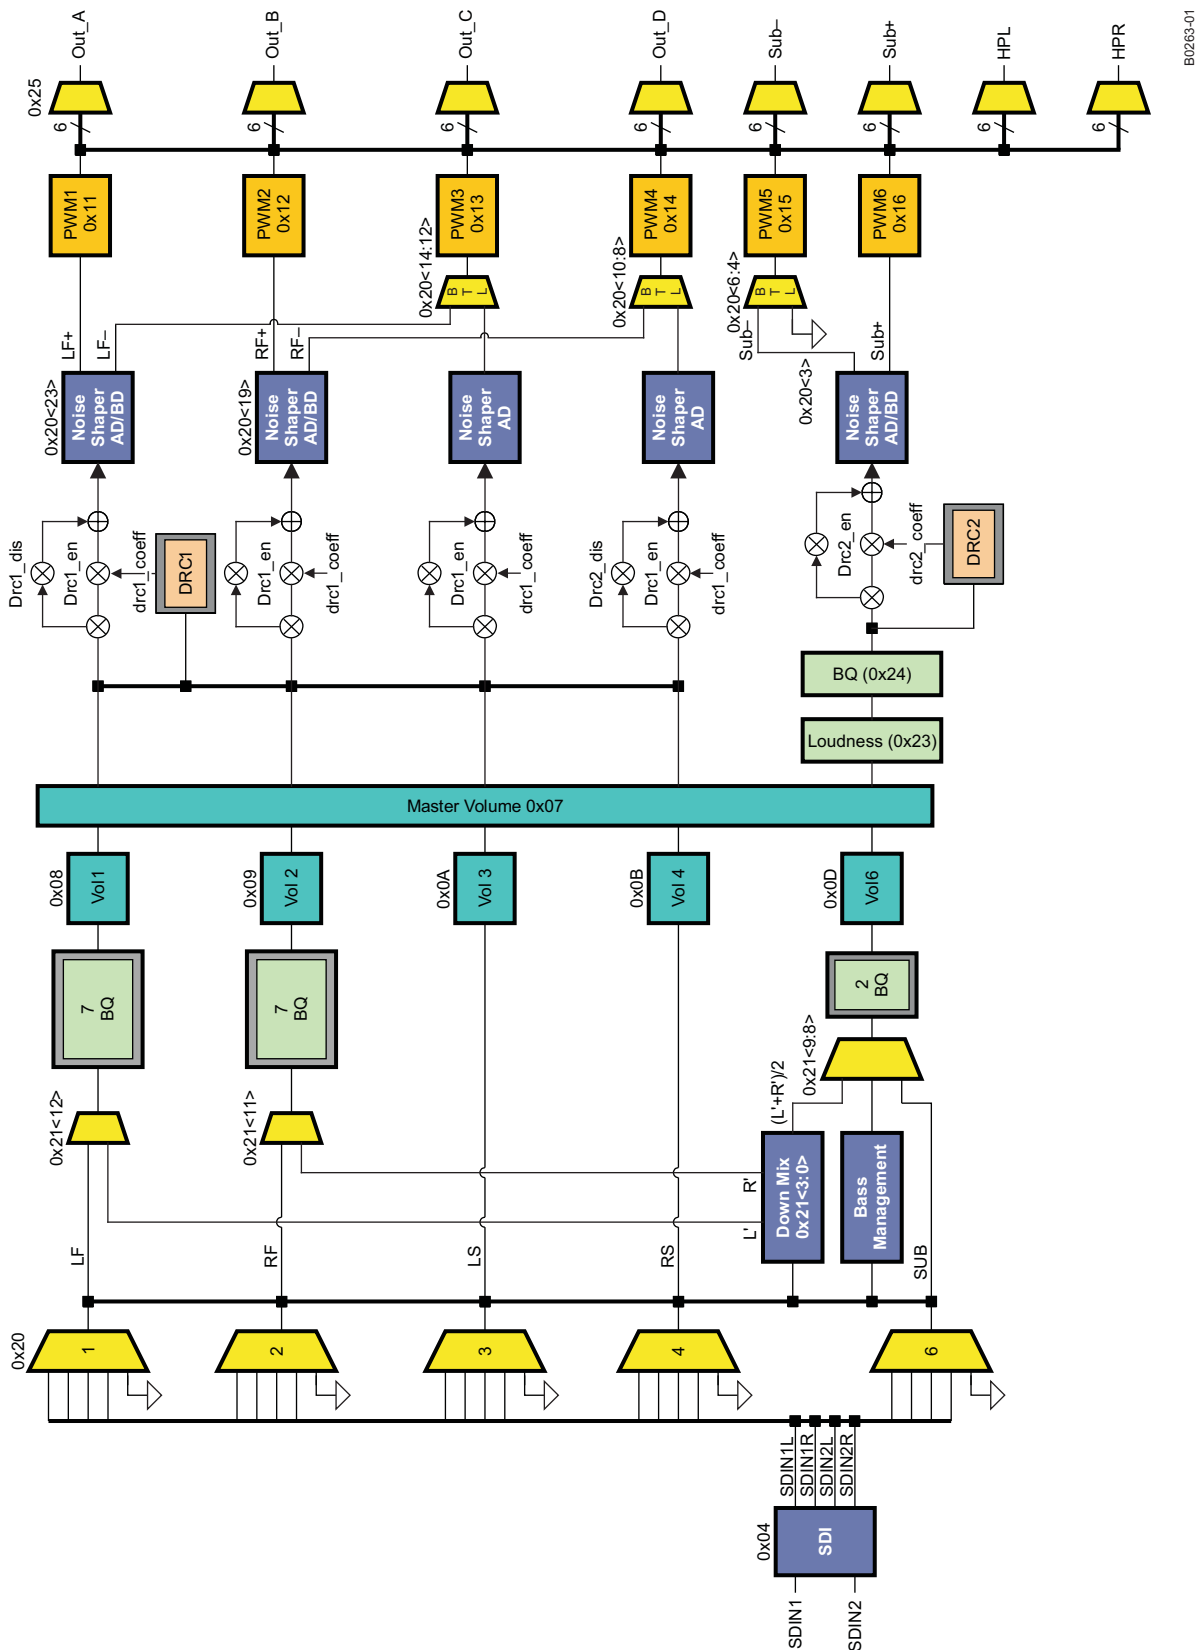 B0263-01
SDIN1
SDIN2
0x04
SDI
SDIN1L
SDIN1R
SDIN2L
SDIN2R
0x20
1
2
3
4
6
LF
RF
LS
RS
SUB
L'
R'
Down Mix
0x21<3:0>
Bass
Management
(L'+R')/2
0x21<12>
0x21<11>
0x21<9:8>
7
BQ
7
BQ
2
BQ
0x08
Vol1
0x09
Vol 2
0x0A
Vol 3
0x0B
Vol 4
0x0D
Vol6
Master Volume 0x07
Loudness (0x23)
BQ (0x24)
Drc1_dis
Drc1_en
drc1_coeff
DRC1
Drc1_en
drc1_coeff
drc1_coeff
Drc2_dis
Drc1_en
drc1_coeff
Drc2_en
drc2_coeff
DRC2
0x20<23>
Noise
Shaper
AD/BD
0x20<19>
Noise
Shaper
AD/BD
Noise
Shaper
AD
Noise
Shaper
AD
0x20<3>
Noise
Shaper
AD/BD
LF+
LF–
RF+
RF–
Sub–
Sub+
0x20<14:12>
B
T
L
0x20<10:8>
B
T
L
0x20<6:4>
B
T
L
PWM1
0x11
PWM2
0x12
PWM3
0x13
PWM4
0x14
PWM5
0x15
PWM6
0x16
0x25
6
6
6
6
6
6
6
6
Out_A
Out_B
Out_C
Out_D
Sub–
Sub+
HPL
HPR